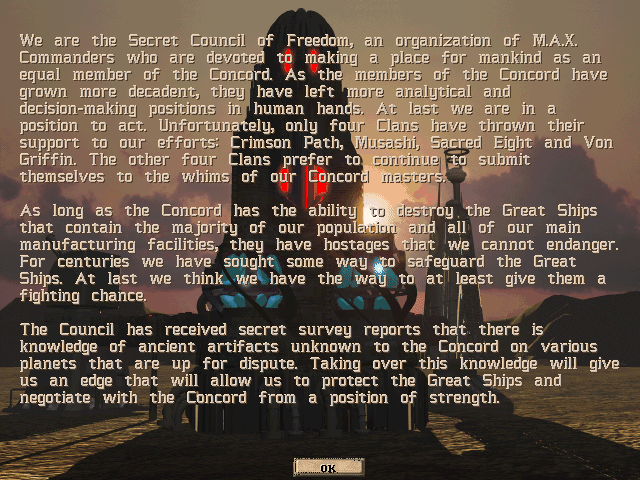 We are the Secret Council of Freedom, an organization of M.A.X.
Commanders who are devoted to making a place for mankind as an
equal member of the Concord. As the members of the Concord have
grown more decadent, they have left more analytical and
decision-making positions in human hands. At last we are in a
position to act. Unfortunately, only four Clans have thrown their
support to our efforts: Crimson Path, Musashi, Sacred Eight and Von
Griffin. The other four Clans prefer to continue to submit
themselves to the whims of our Concord masters.
As long as the Concord has the ability to destroy the Great Ships
that contain the majority of our population and all of our main
manufacturing facilities, they have hostages that we cannot endanger.
For centuries we have sought some way to safeguard the Great
Ships. At last we think we have the way to at least give them a
fighting chance.
The Council has received secret survey reports that there is
knowledge of ancient artifacts unknown to the Concord on various
planets that are up for dispute. Taking over this knowledge will give
us an edge that will allow us to protect the Great Ships and
negotiate with the Concord from a position of strength.
OK